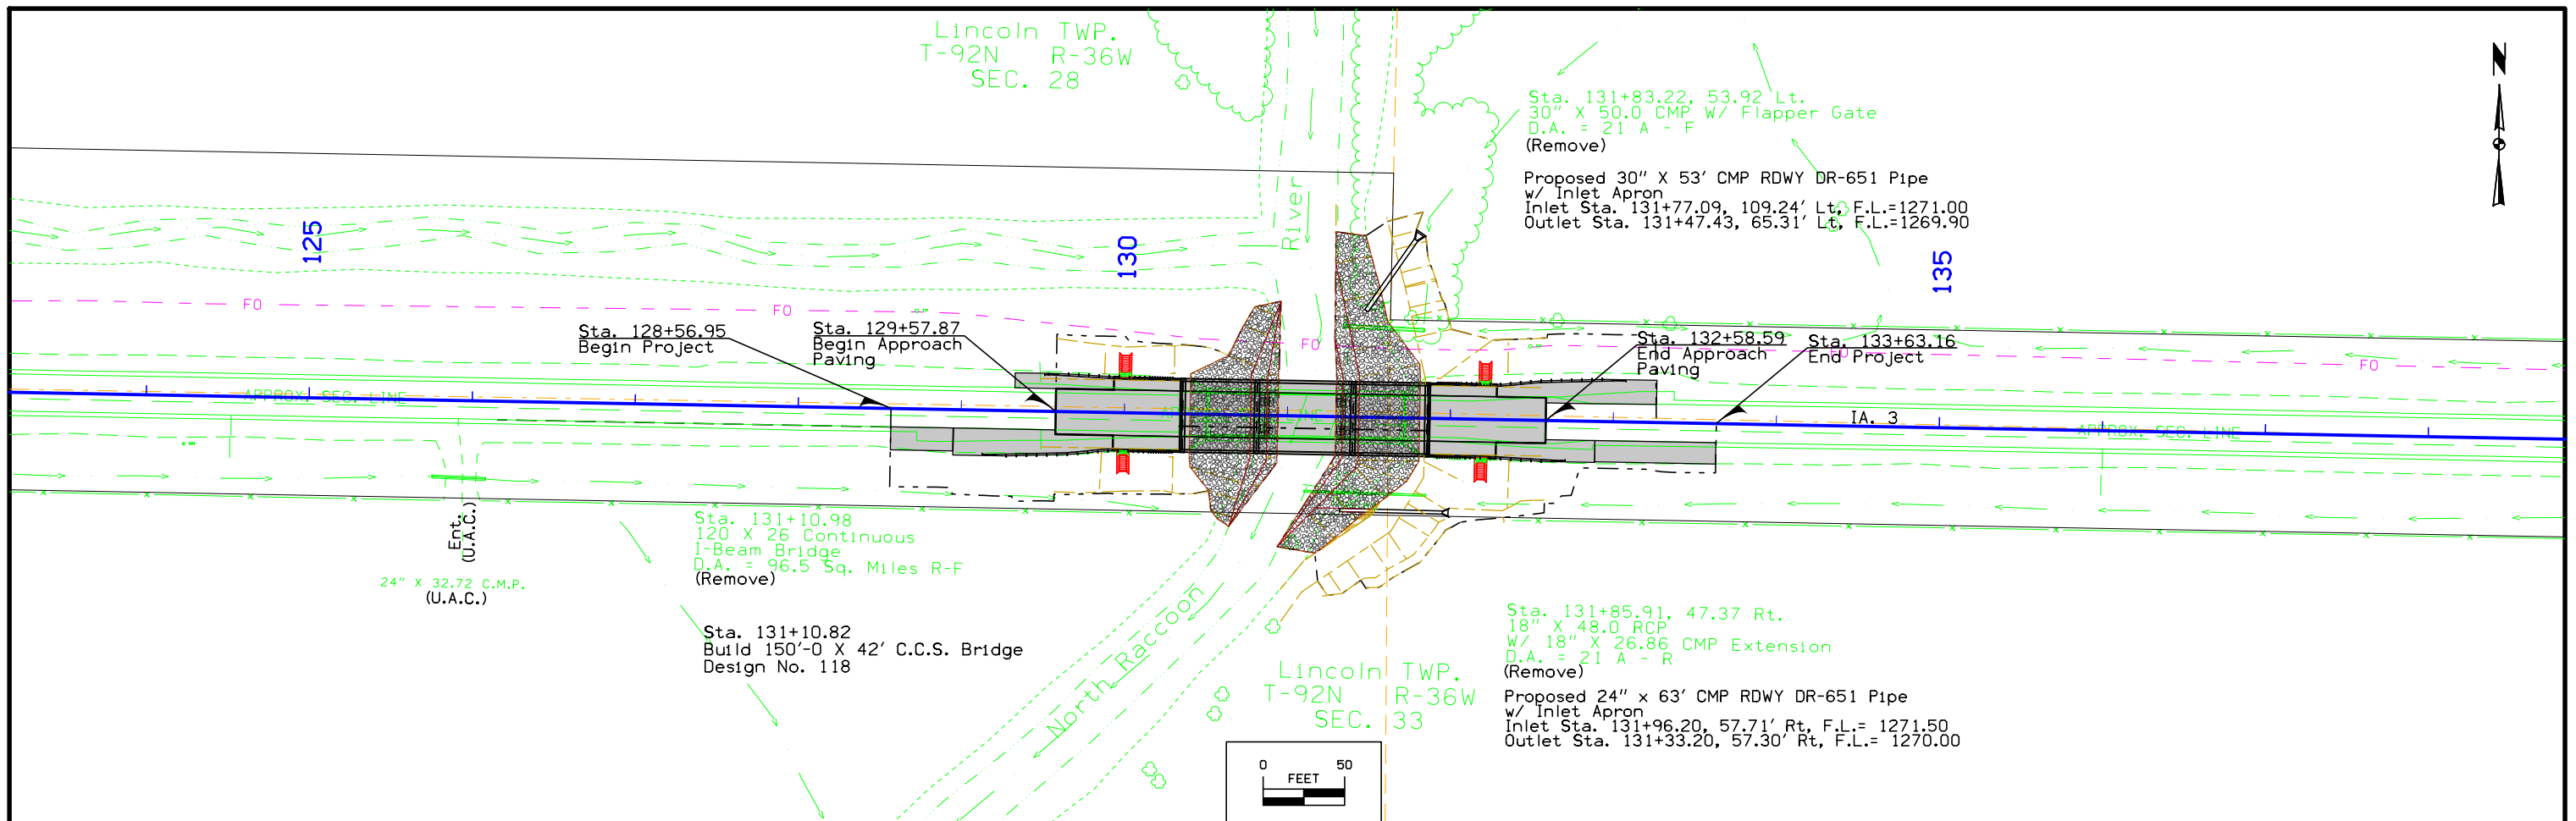 Lincoln TWP.
T-92N R-36W
SEC. 28
N
Sta. 131+83.22, 53.92 Lt.
30" X 50.0 CMP W/ Flapper Gate
D.A. = 21 A - F
(Remove)
Proposed 30" X 53' CMP RDWY DR-651 Pipe
w/ Inlet Apron
Inlet Sta. 131+77.09, 109.24' Lt, F.L.=1271.00
Outlet Sta. 131+47.43, 65.31' Lt, F.L.=1269.90
River
125
130
135
FO
FO
FO
FO
FO
Sta. 128+56.95
Begin Project
Sta. 129+57.87
Begin Approach
Paving
Sta. 132+58.59
End Approach
Paving
Sta. 133+63.16
End Project
APPROX. SEC. LINE
IA. 3
APPROX. SEC. LINE
Ent.
(U.A.C.)
24" X 32.72 C.M.P.
(U.A.C.)
Sta. 131+10.98
120 X 26 Continuous
I-Beam Bridge
D.A. = 96.5 Sq. Miles R-F
(Remove)
Sta. 131+10.82
Build 150'-0 X 42' C.C.S. Bridge
Design No. 118
North Raccoon
Lincoln TWP.
T-92N R-36W
SEC. 33
Sta. 131+85.91, 47.37 Rt.
18" X 48.0 RCP
W/ 18" X 26.86 CMP Extension
D.A. = 21 A - R
(Remove)
Proposed 24" x 63' CMP RDWY DR-651 Pipe
w/ Inlet Apron
Inlet Sta. 131+96.20, 57.71' Rt, F.L.= 1271.50
Outlet Sta. 131+33.20, 57.30' Rt, F.L.= 1270.00
0 50
FEET